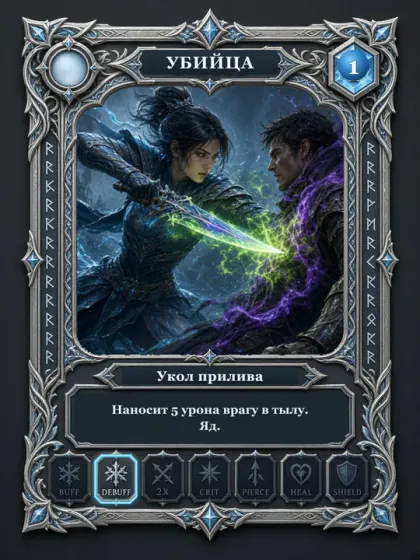 УБИЙЦА
1
Укол прилива
Наносит 5 урона врагу в тылу.
Яд.
BUFF DEBUFF 2X CRIT PIERCE HEAL SHIELD